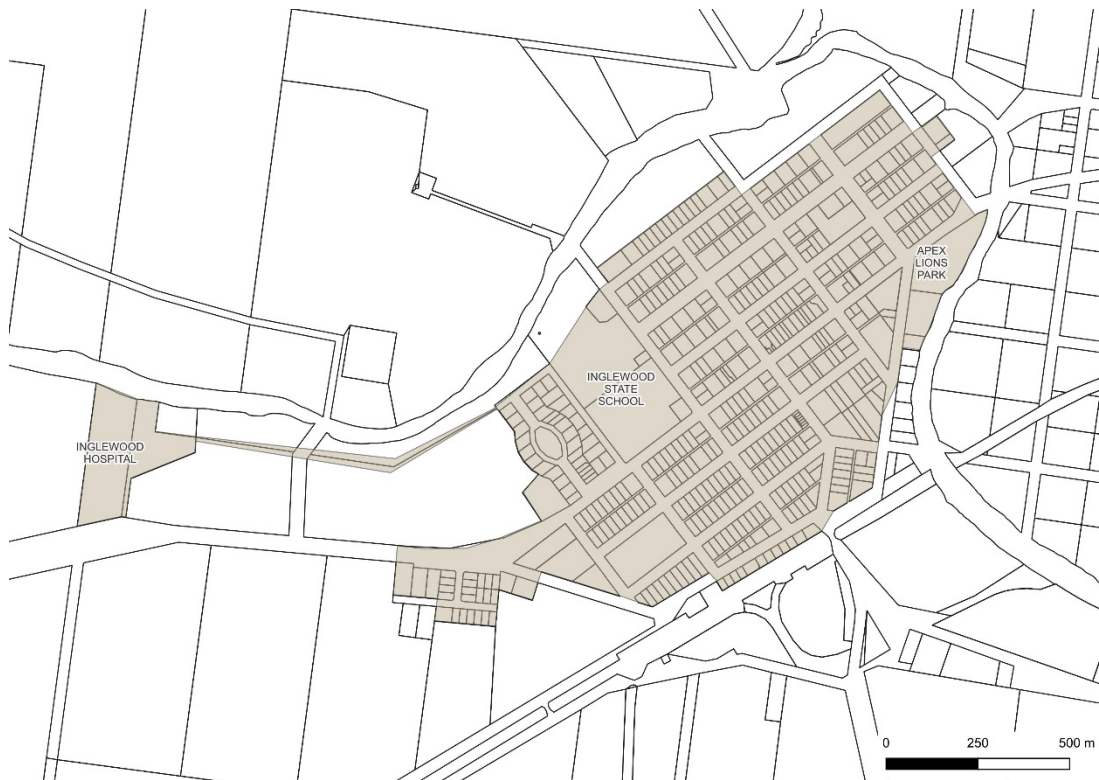 APEX
LIONS
PARK
INGLEWOOD
STATE
SCHOOL
INGLEWOOD
HOSPITAL
0 250 500 m